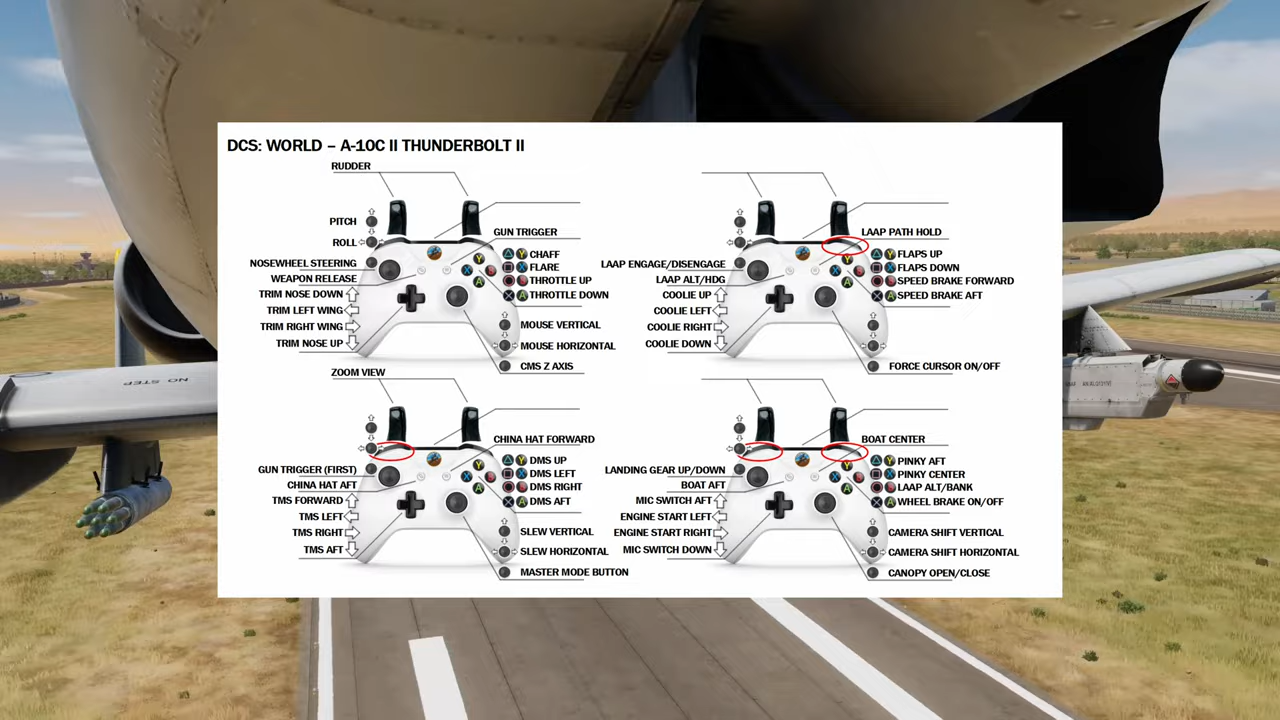 DCS: WORLD – A-10C II THUNDERBOLT II
RUDDER
PITCH
ROLL
NOSEWHEEL STEERING
WEAPON RELEASE
TRIM NOSE DOWN
TRIM LEFT WING
TRIM RIGHT WING
TRIM NOSE UP
GUN TRIGGER
Y CHAFF
X FLARE
THROTTLE UP
A THROTTLE DOWN
MOUSE VERTICAL
MOUSE HORIZONTAL
CMS Z AXIS
LAAP ENGAGE/DISENGAGE
LAAP ALT/HDG
COOLIE UP
COOLIE LEFT
COOLIE RIGHT
COOLIE DOWN
LAAP PATH HOLD
Y FLAPS UP
X FLAPS DOWN
SPEED BRAKE FORWARD
A SPEED BRAKE AFT
FORCE CURSOR ON/OFF
ZOOM VIEW
GUN TRIGGER (FIRST)
CHINA HAT AFT
TMS FORWARD
TMS LEFT
TMS RIGHT
TMS AFT
CHINA HAT FORWARD
Y DMS UP
X DMS LEFT
DMS RIGHT
A DMS AFT
SLEW VERTICAL
SLEW HORIZONTAL
MASTER MODE BUTTON
LANDING GEAR UP/DOWN
BOAT AFT
MIC SWITCH AFT
ENGINE START LEFT
ENGINE START RIGHT
MIC SWITCH DOWN
BOAT CENTER
Y PINKY AFT
X PINKY CENTER
LAAP ALT/BANK
A WHEEL BRAKE ON/OFF
CAMERA SHIFT VERTICAL
CAMERA SHIFT HORIZONTAL
CANOPY OPEN/CLOSE
NO STEP